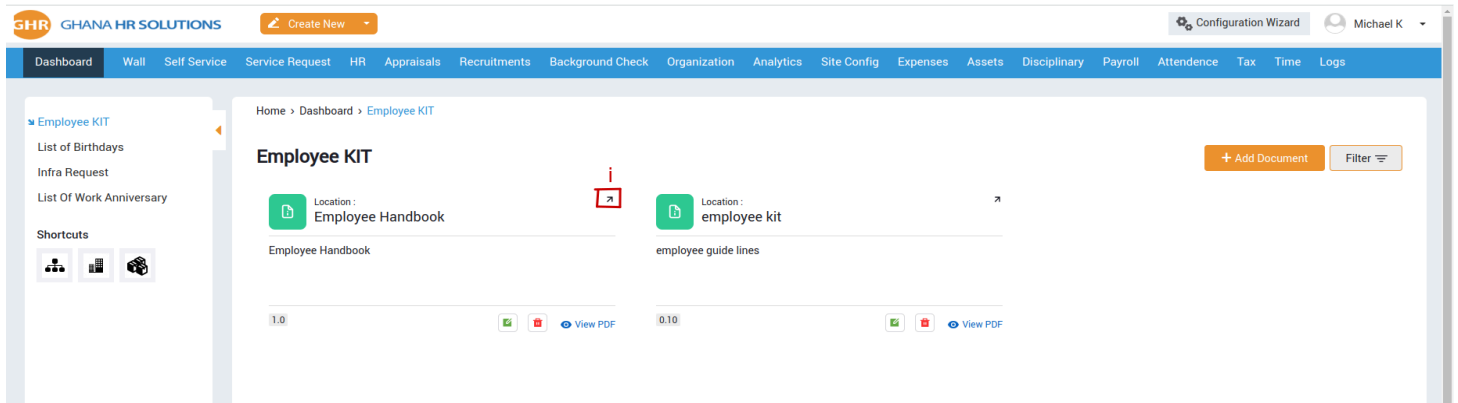 GHR GHANA HR SOLUTIONS Create New Configuration Wizard Michael K
Dashboard Wall Self Service Service Request HR Appraisals Recruitments Background Check Organization Analytics Site Config Expenses Assets Disciplinary Payroll Attendence Tax Time Logs
Employee KIT
List of Birthdays
Infra Request
List Of Work Anniversary
Shortcuts
Home › Dashboard › Employee KIT
Employee KIT
+ Add Document Filter
i
Location :
Employee Handbook
Employee Handbook
1.0 View PDF
Location :
employee kit
employee guide lines
0.10 View PDF